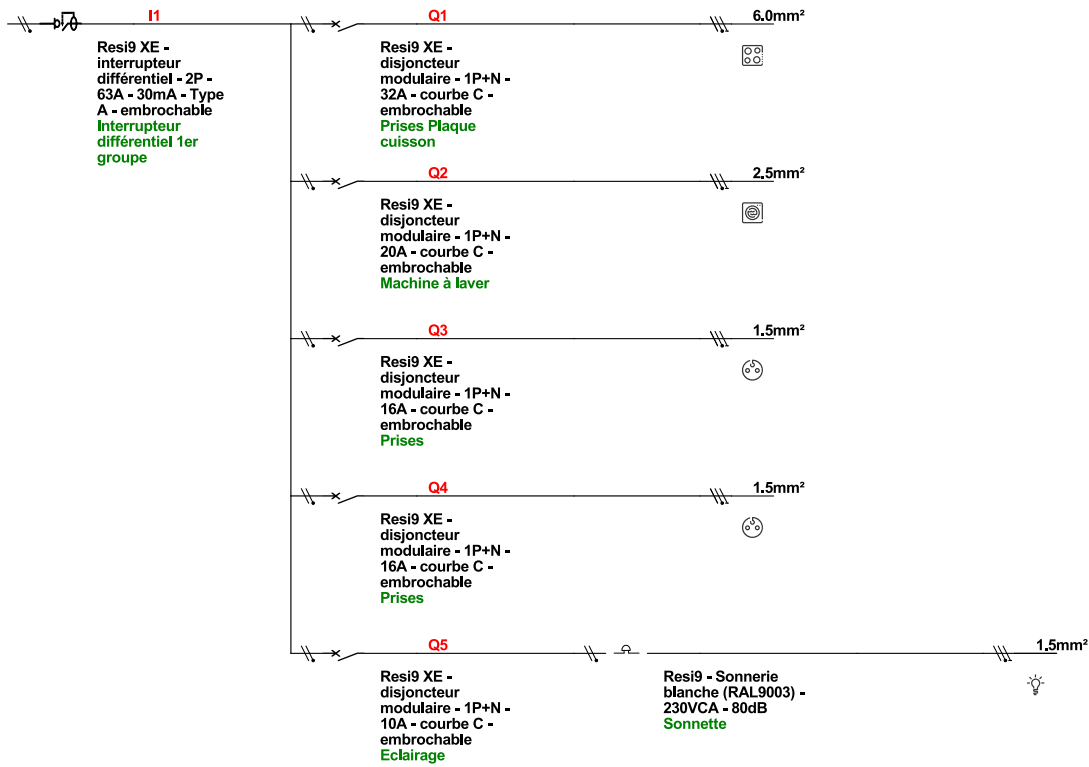 I1
Resi9 XE -
interrupteur
différentiel - 2P -
63A - 30mA - Type
A - embrochable
Interrupteur
différentiel 1er
groupe
Q1
6.0mm²
Resi9 XE -
disjoncteur
modulaire - 1P+N -
32A - courbe C -
embrochable
Prises Plaque
cuisson
Q2
2.5mm²
Resi9 XE -
disjoncteur
modulaire - 1P+N -
20A - courbe C -
embrochable
Machine à laver
Q3
1.5mm²
Resi9 XE -
disjoncteur
modulaire - 1P+N -
16A - courbe C -
embrochable
Prises
Q4
1.5mm²
Resi9 XE -
disjoncteur
modulaire - 1P+N -
16A - courbe C -
embrochable
Prises
Q5
1.5mm²
Resi9 XE -
disjoncteur
modulaire - 1P+N -
10A - courbe C -
embrochable
Eclairage
Resi9 - Sonnerie
blanche (RAL9003) -
230VCA - 80dB
Sonnette